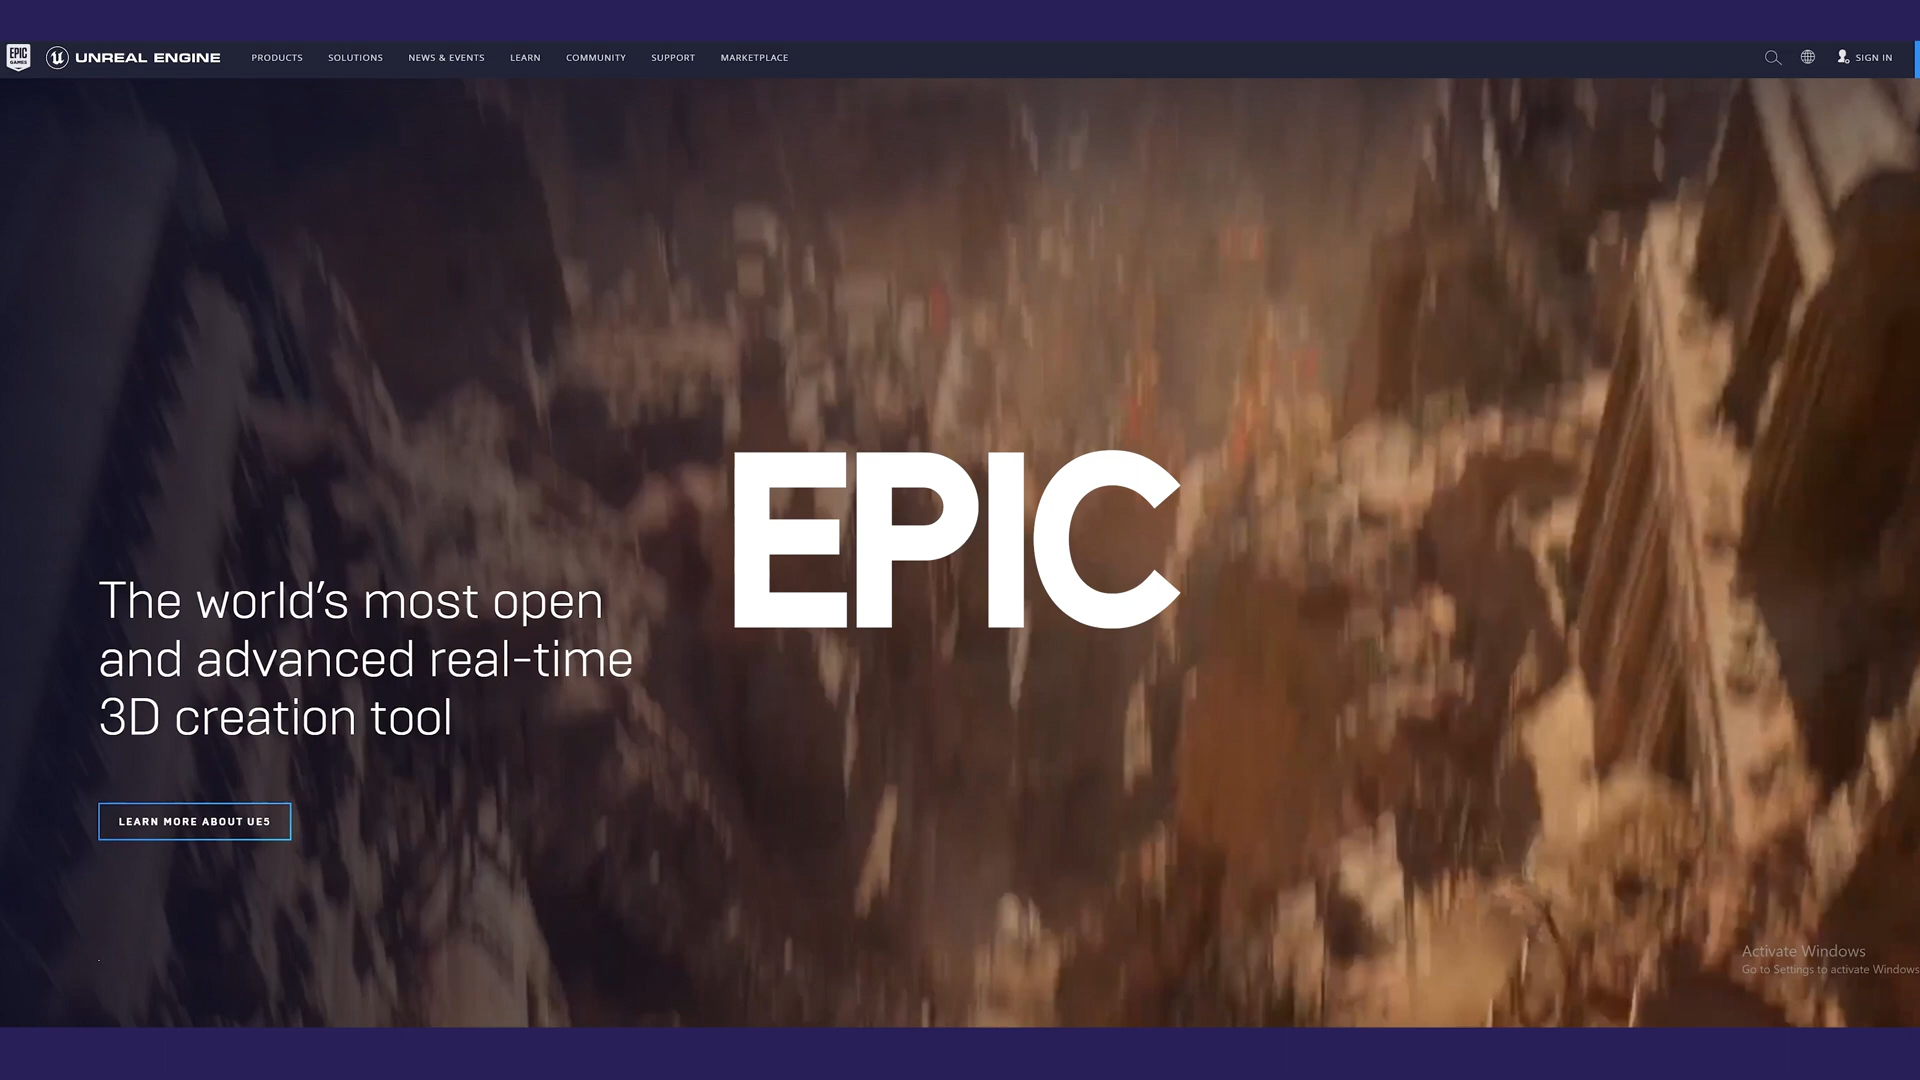 EPIC GAMES
UNREAL ENGINE
PRODUCTS
SOLUTIONS
NEWS & EVENTS
LEARN
COMMUNITY
SUPPORT
MARKETPLACE
SIGN IN
EPIC
The world's most open
and advanced real-time
3D creation tool
LEARN MORE ABOUT UE5
Activate Windows
Go to Settings to activate Windows